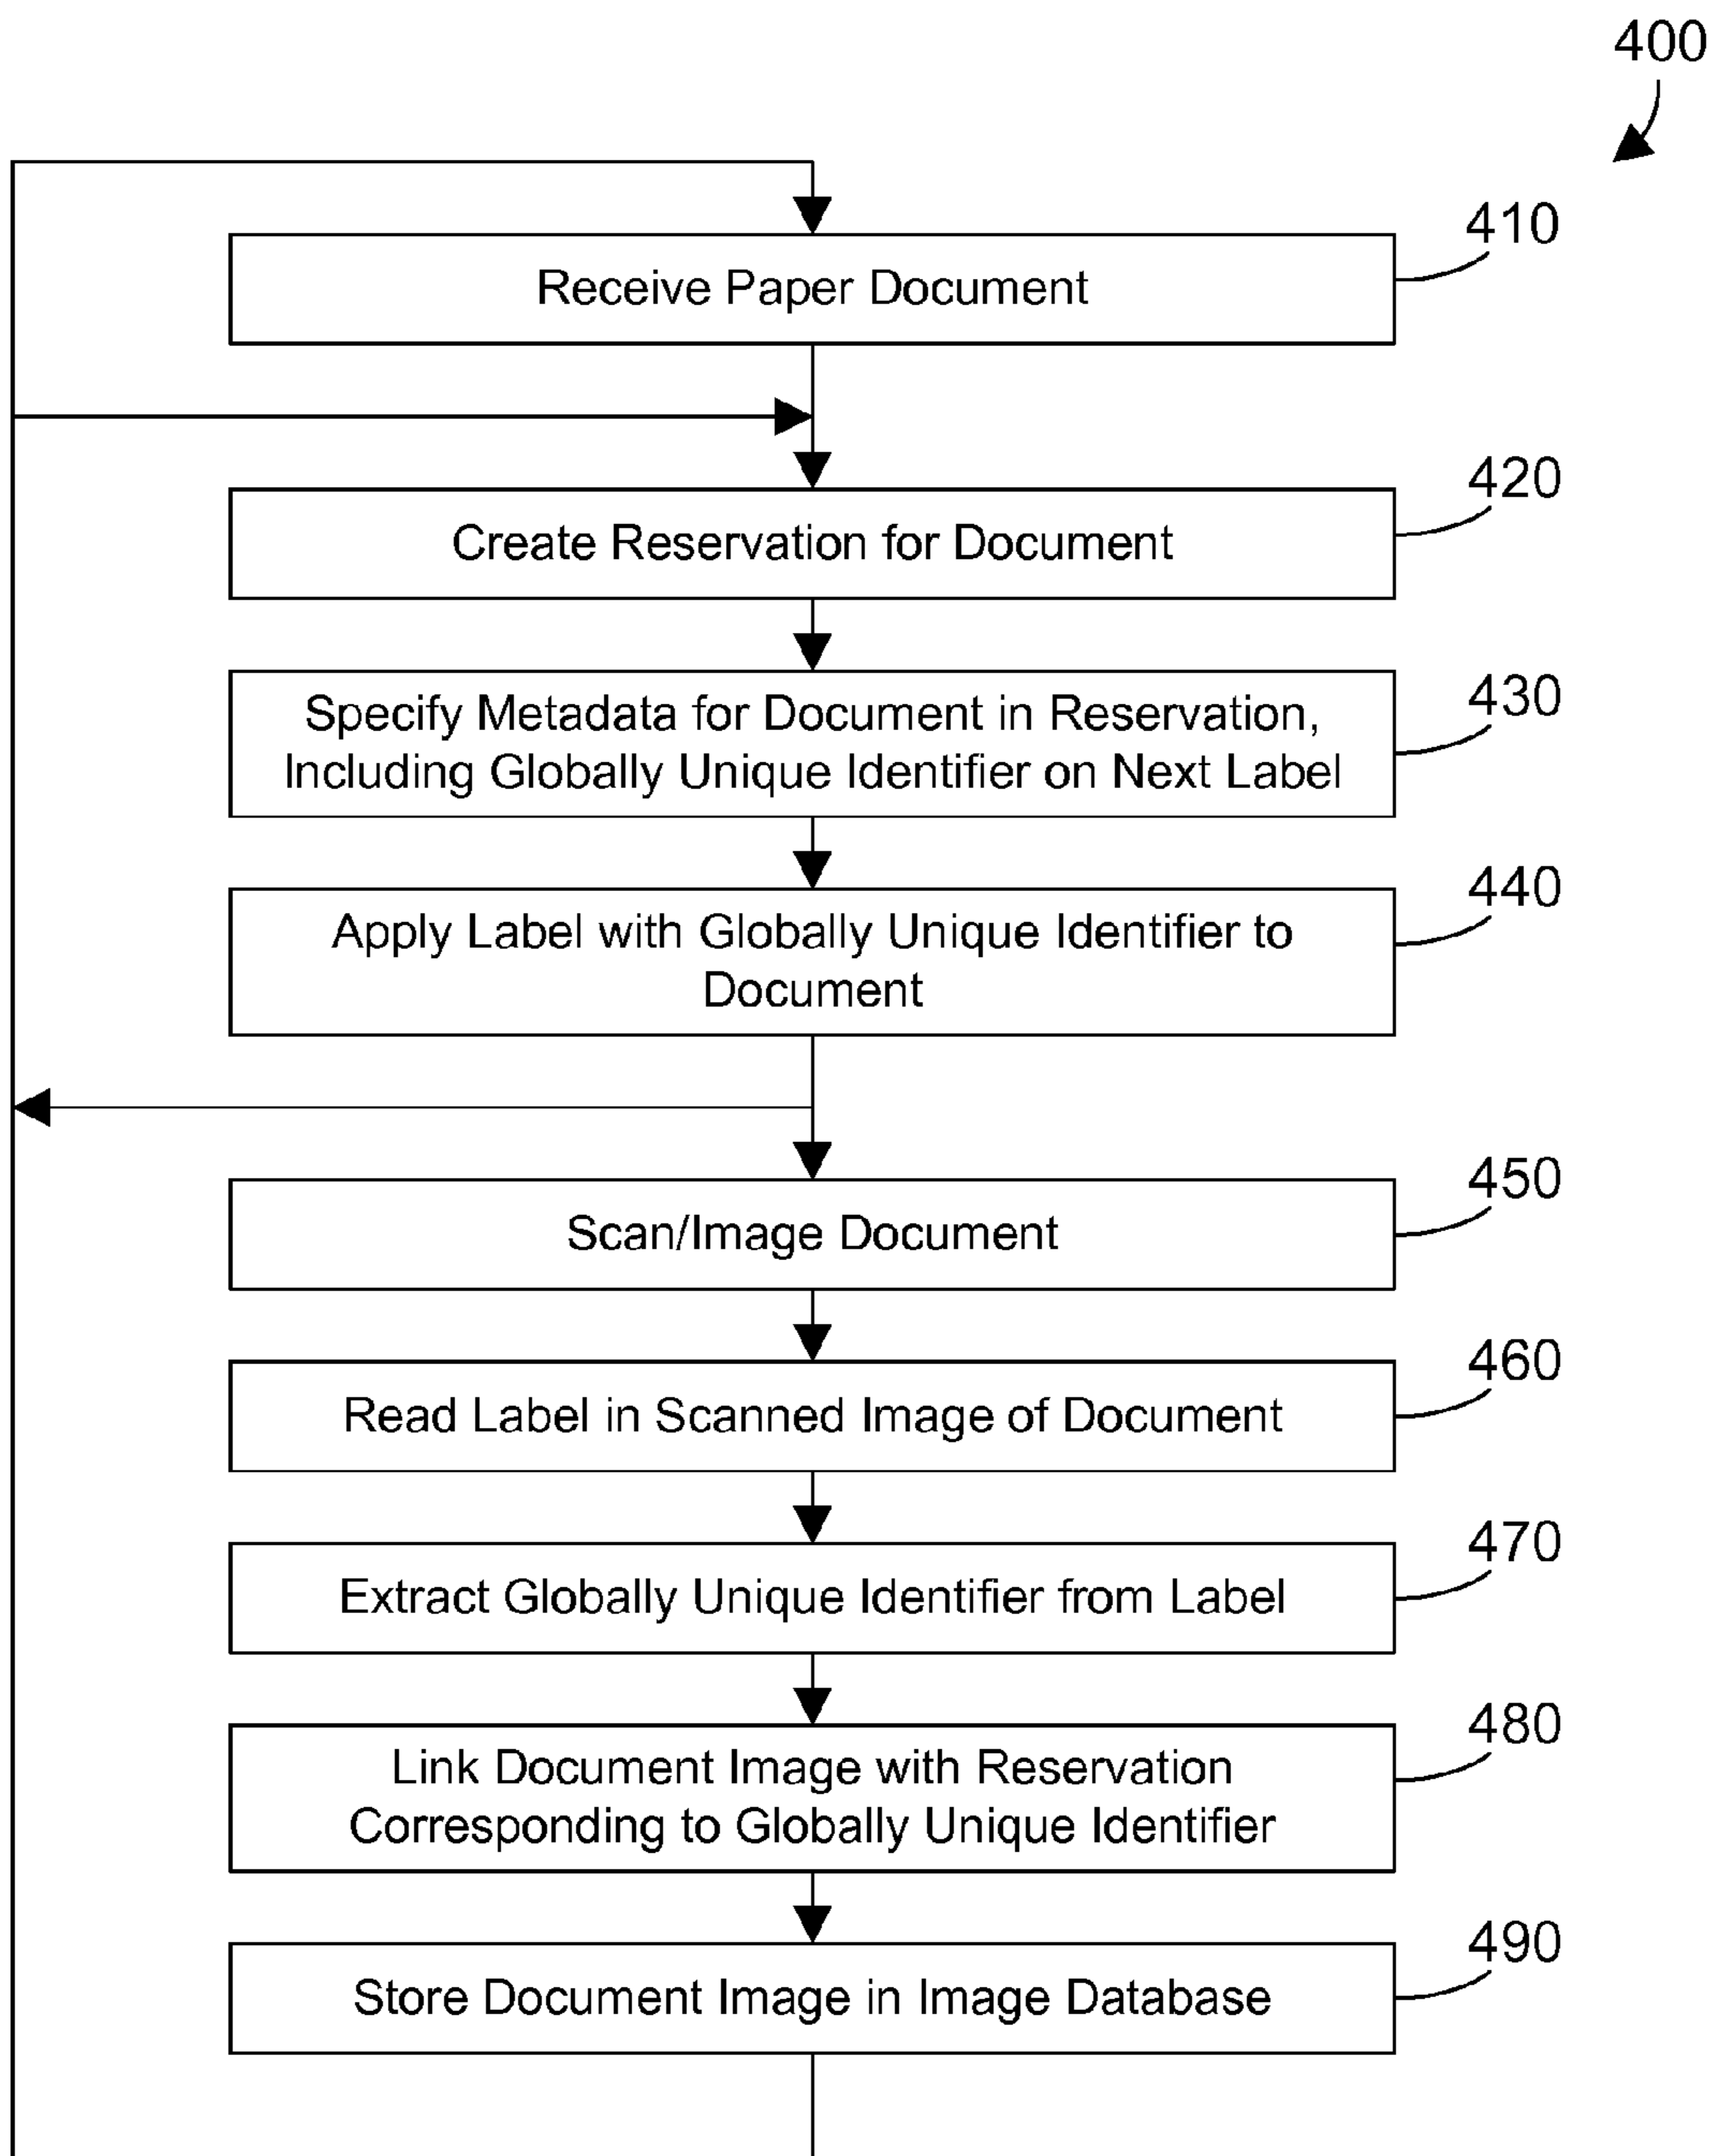 400
410
Receive Paper Document
420
Create Reservation for Document
430
Specify Metadata for Document in Reservation,
Including Globally Unique Identifier on Next Label
440
Apply Label with Globally Unique Identifier to
Document
450
Scan/Image Document
460
Read Label in Scanned Image of Document
470
Extract Globally Unique Identifier from Label
480
Link Document Image with Reservation
Corresponding to Globally Unique Identifier
490
Store Document Image in Image Database